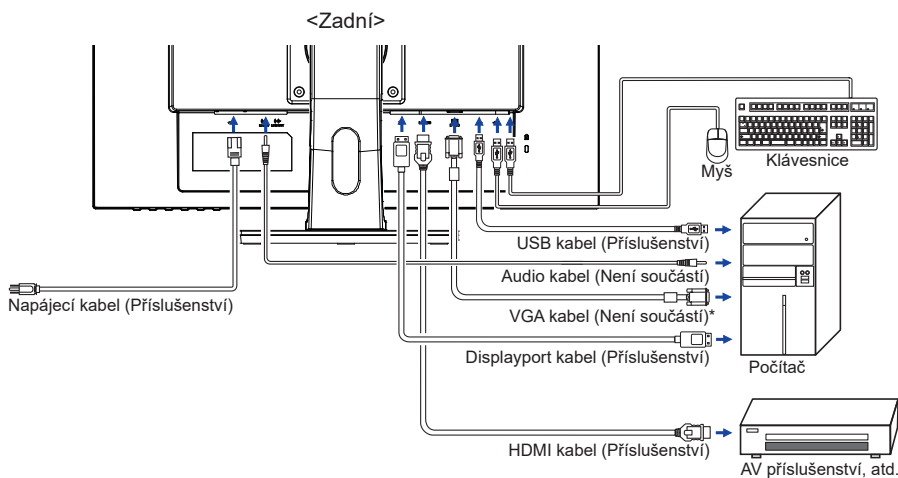 <Zadní>
Klávesnice
Myš
USB kabel (Příslušenství)
Audio kabel (Není součástí)
Napájecí kabel (Příslušenství)
VGA kabel (Není součástí)*
Displayport kabel (Příslušenství)
Počítač
HDMI kabel (Příslušenství)
AV příslušenství, atd.